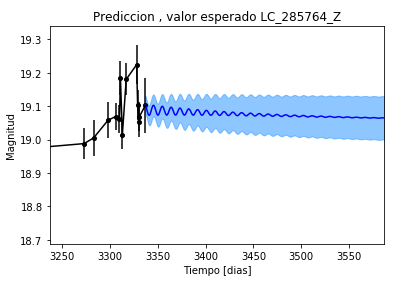 Prediccion , valor esperado LC_285764_Z
19.3
19.2
19.1
19.0
18.9
18.8
18.7
Magnitud
3250 3300 3350 3400 3450 3500 3550
Tiempo [dias]